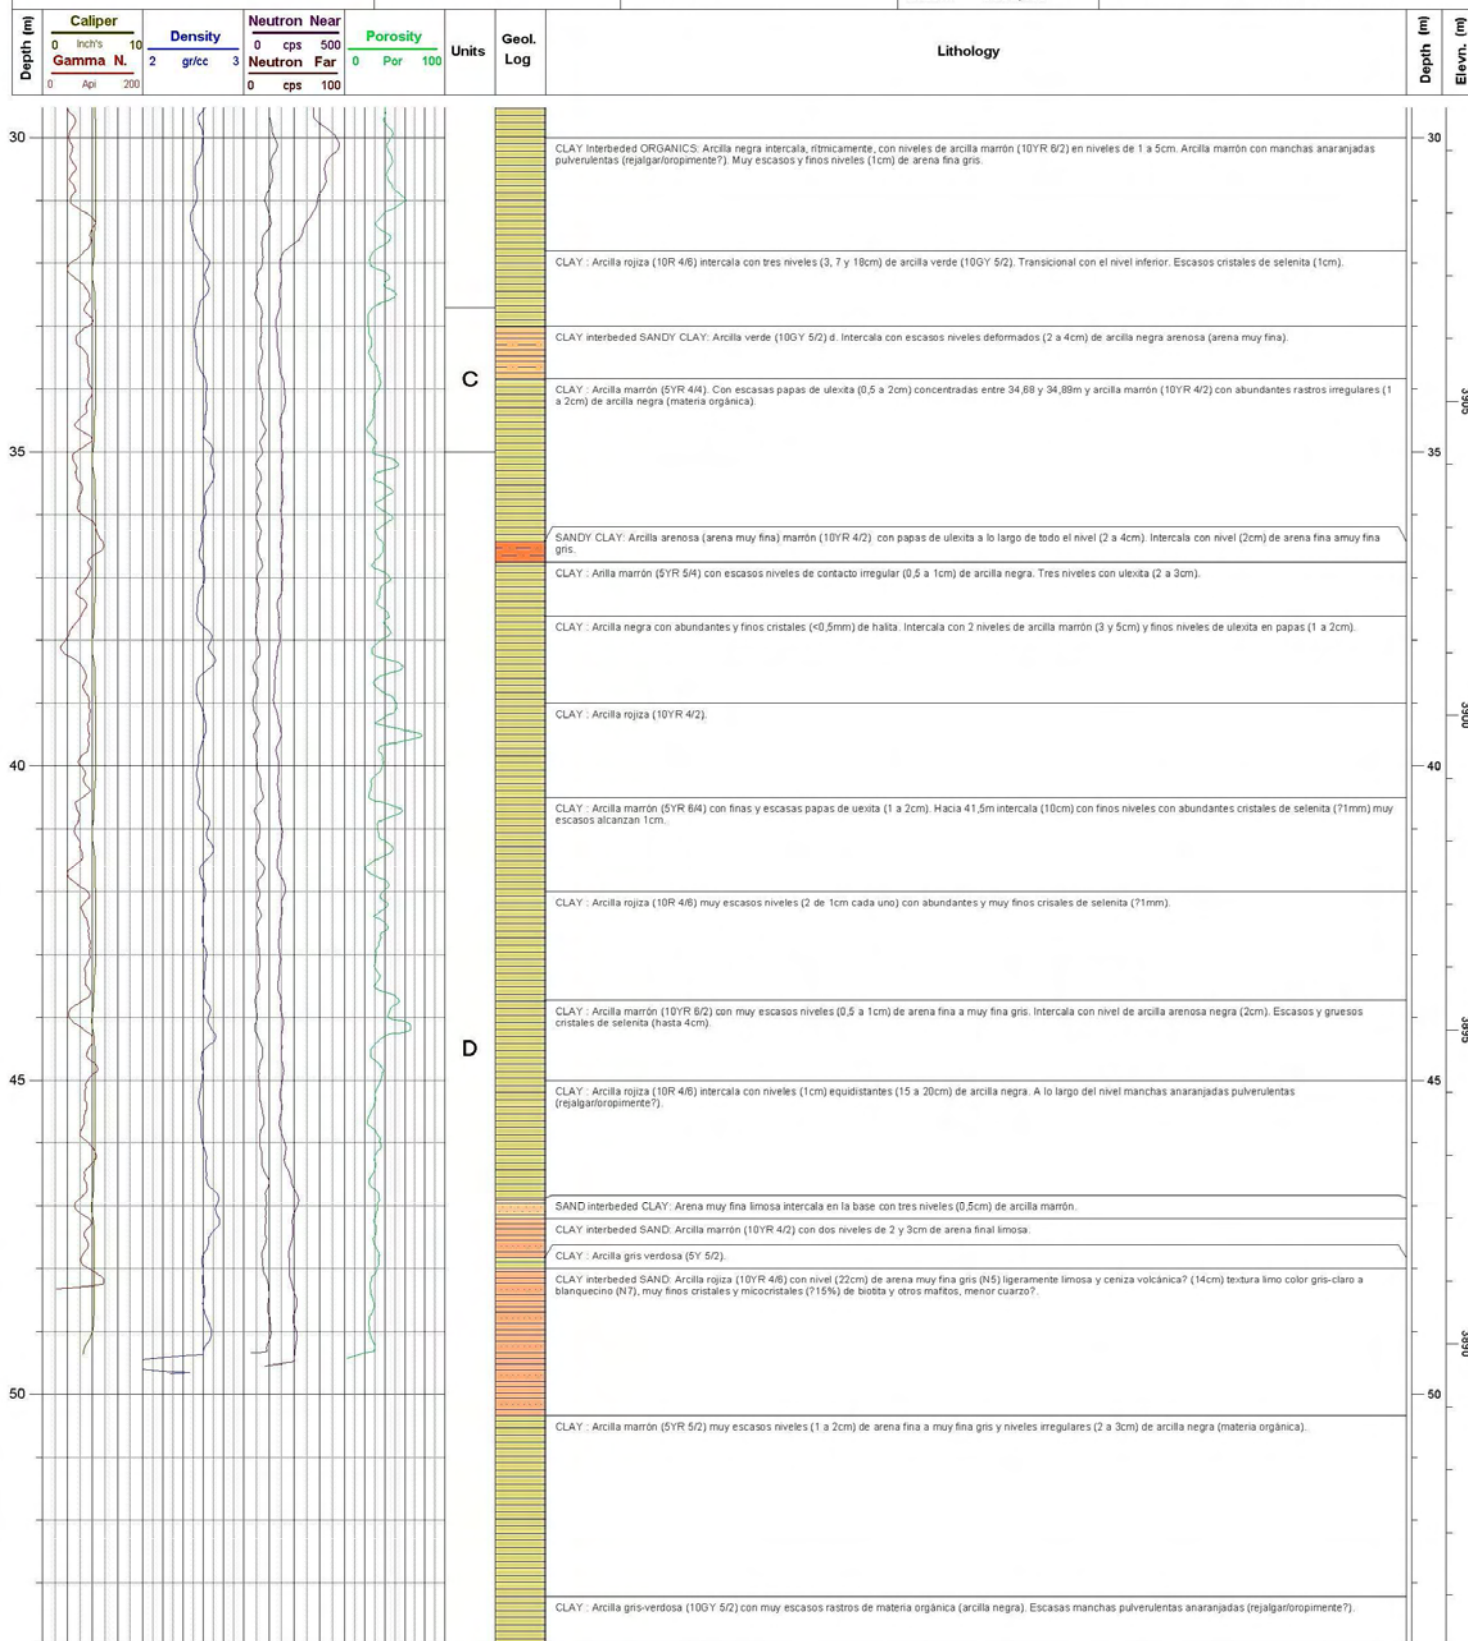 Depth (m)
Caliper
0 Inch's 10
Gamma N.
0 Api 200
Density
2 gr/cc 3
Neutron Near
0 cps 500
Neutron Far
0 cps 100
Porosity
0 Por 100
Units
Geol.
Log
Lithology
Depth (m)
Elevn. (m)
30
30
CLAY Interbeded ORGANICS: Arcilla negra intercala, rítmicamente, con niveles de arcilla marrón (10YR 6/2) en niveles de 1 a 5cm. Arcilla marrón con manchas anaranjadas
pulverulentas (rejalgar/oropimente?). Muy escasos y finos niveles (1cm) de arena fina gris.
CLAY : Arcilla rojiza (10R 4/6) intercala con tres niveles (3, 7 y 18cm) de arcilla verde (10GY 5/2). Transicional con el nivel inferior. Escasos cristales de selenita (1cm).
CLAY interbeded SANDY CLAY: Arcilla verde (10GY 5/2) d. Intercala con escasos niveles deformados (2 a 4cm) de arcilla negra arenosa (arena muy fina).
C
CLAY : Arcilla marrón (5YR 4/4). Con escasas papas de ulexita (0,5 a 2cm) concentradas entre 34,68 y 34,89m y arcilla marrón (10YR 4/2) con abundantes rastros irregulares (1
a 2cm) de arcilla negra (materia orgánica).
3905
35
35
SANDY CLAY: Arcilla arenosa (arena muy fina) marrón (10YR 4/2) con papas de ulexita a lo largo de todo el nivel (2 a 4cm). Intercala con nivel (2cm) de arena fina amuy fina
gris.
CLAY : Arilla marrón (5YR 5/4) con escasos niveles de contacto irregular (0,5 a 1cm) de arcilla negra. Tres niveles con ulexita (2 a 3cm).
CLAY : Arcilla negra con abundantes y finos cristales (<0,5mm) de halita. Intercala con 2 niveles de arcilla marrón (3 y 5cm) y finos niveles de ulexita en papas (1 a 2cm).
CLAY : Arcilla rojiza (10YR 4/2).
3900
40
40
CLAY : Arcilla marrón (5YR 6/4) con finas y escasas papas de uexita (1 a 2cm). Hacia 41,5m intercala (10cm) con finos niveles con abundantes cristales de selenita (?1mm) muy
escasos alcanzan 1cm.
CLAY : Arcilla rojiza (10R 4/6) muy escasos niveles (2 de 1cm cada uno) con abundantes y muy finos crisales de selenita (?1mm).
CLAY : Arcilla marrón (10YR 6/2) con muy escasos niveles (0,5 a 1cm) de arena fina a muy fina gris. Intercala con nivel de arcilla arenosa negra (2cm). Escasos y gruesos
cristales de selenita (hasta 4cm).
3895
D
45
45
CLAY : Arcilla rojiza (10R 4/6) intercala con niveles (1cm) equidistantes (15 a 20cm) de arcilla negra. A lo largo del nivel manchas anaranjadas pulverulentas
(rejalgar/oropimente?).
SAND interbeded CLAY: Arena muy fina limosa intercala en la base con tres niveles (0,5cm) de arcilla marrón.
CLAY interbeded SAND: Arcilla marrón (10YR 4/2) con dos niveles de 2 y 3cm de arena final limosa.
CLAY : Arcilla gris verdosa (5Y 5/2).
CLAY interbeded SAND: Arcilla rojiza (10YR 4/6) con nivel (22cm) de arena muy fina gris (N5) ligeramente limosa y ceniza volcánica? (14cm) textura limo color gris-claro a
blanquecino (N7), muy finos cristales y micocristales (?15%) de biotita y otros mafitos, menor cuarzo?.
3890
50
50
CLAY : Arcilla marrón (5YR 5/2) muy escasos niveles (1 a 2cm) de arena fina a muy fina gris y niveles irregulares (2 a 3cm) de arcilla negra (materia orgánica).
CLAY : Arcilla gris-verdosa (10GY 5/2) con muy escasos rastros de materia orgánica (arcilla negra). Escasas manchas pulverulentas anaranjadas (rejalgar/oropimente?).